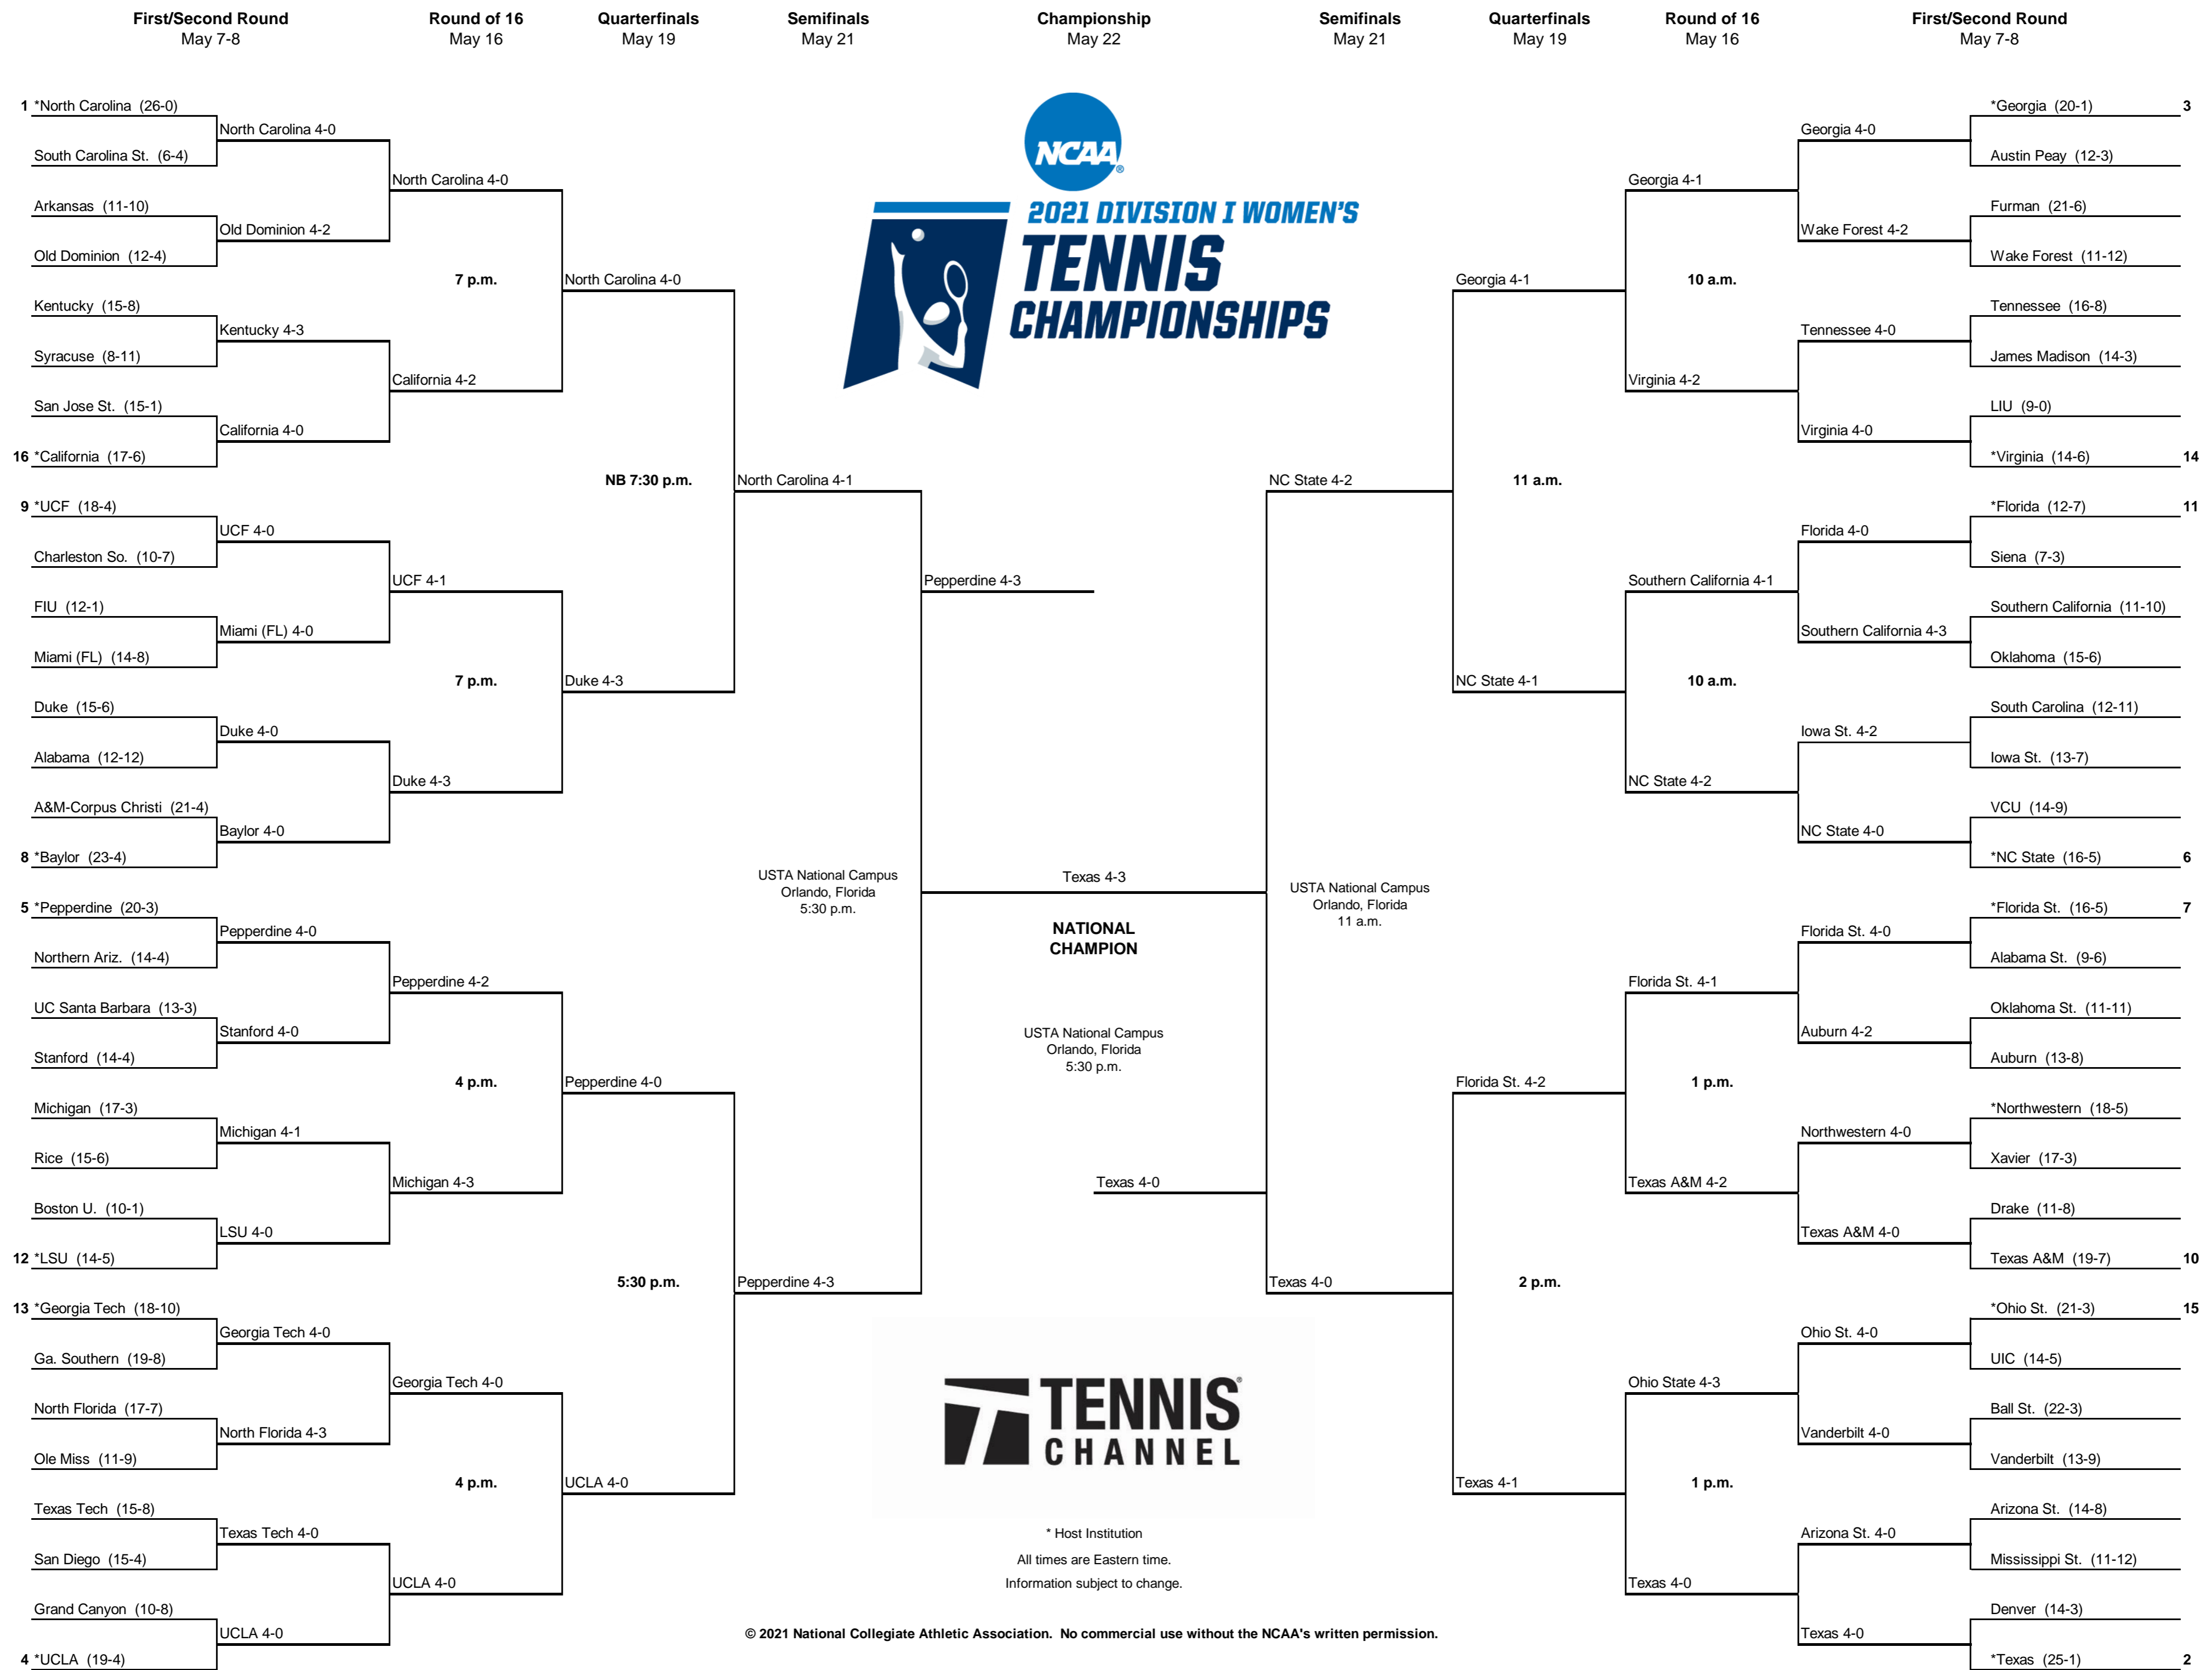 First/Second Round
May 7-8
Round of 16
May 16
Quarterfinals
May 19
Semifinals
May 21
Championship
May 22
Semifinals
May 21
Quarterfinals
May 19
Round of 16
May 16
First/Second Round
May 7-8
1 *North Carolina (26-0)
South Carolina St. (6-4)
Arkansas (11-10)
Old Dominion (12-4)
Kentucky (15-8)
Syracuse (8-11)
San Jose St. (15-1)
16 *California (17-6)
9 *UCF (18-4)
Charleston So. (10-7)
FIU (12-1)
Miami (FL) (14-8)
Duke (15-6)
Alabama (12-12)
A&M-Corpus Christi (21-4)
8 *Baylor (23-4)
5 *Pepperdine (20-3)
Northern Ariz. (14-4)
UC Santa Barbara (13-3)
Stanford (14-4)
Michigan (17-3)
Rice (15-6)
Boston U. (10-1)
12 *LSU (14-5)
13 *Georgia Tech (18-10)
Ga. Southern (19-8)
North Florida (17-7)
Ole Miss (11-9)
Texas Tech (15-8)
San Diego (15-4)
Grand Canyon (10-8)
4 *UCLA (19-4)
North Carolina 4-0
Old Dominion 4-2
Kentucky 4-3
California 4-0
UCF 4-0
Miami (FL) 4-0
Duke 4-0
Baylor 4-0
Pepperdine 4-0
Stanford 4-0
Michigan 4-1
LSU 4-0
Georgia Tech 4-0
North Florida 4-3
Texas Tech 4-0
UCLA 4-0
North Carolina 4-0
7 p.m.
California 4-2
UCF 4-1
7 p.m.
Duke 4-3
Pepperdine 4-2
4 p.m.
Michigan 4-3
Georgia Tech 4-0
4 p.m.
UCLA 4-0
North Carolina 4-0
NB 7:30 p.m.
Duke 4-3
Pepperdine 4-0
5:30 p.m.
UCLA 4-0
North Carolina 4-1
USTA National Campus
Orlando, Florida
5:30 p.m.
Pepperdine 4-3
NCAA®
2021 DIVISION I WOMEN'S
TENNIS
CHAMPIONSHIPS
Pepperdine 4-3
Texas 4-3
NATIONAL
CHAMPION
USTA National Campus
Orlando, Florida
5:30 p.m.
Texas 4-0
TENNIS®
CHANNEL
* Host Institution
All times are Eastern time.
Information subject to change.
© 2021 National Collegiate Athletic Association. No commercial use without the NCAA's written permission.
NC State 4-2
USTA National Campus
Orlando, Florida
11 a.m.
Texas 4-0
Georgia 4-1
11 a.m.
NC State 4-1
Florida St. 4-2
2 p.m.
Texas 4-1
Georgia 4-1
10 a.m.
Virginia 4-2
Southern California 4-1
10 a.m.
NC State 4-2
Florida St. 4-1
1 p.m.
Texas A&M 4-2
Ohio State 4-3
1 p.m.
Texas 4-0
Georgia 4-0
Wake Forest 4-2
Tennessee 4-0
Virginia 4-0
Florida 4-0
Southern California 4-3
Iowa St. 4-2
NC State 4-0
Florida St. 4-0
Auburn 4-2
Northwestern 4-0
Texas A&M 4-0
Ohio St. 4-0
Vanderbilt 4-0
Arizona St. 4-0
Texas 4-0
*Georgia (20-1) 3
Austin Peay (12-3)
Furman (21-6)
Wake Forest (11-12)
Tennessee (16-8)
James Madison (14-3)
LIU (9-0)
*Virginia (14-6) 14
*Florida (12-7) 11
Siena (7-3)
Southern California (11-10)
Oklahoma (15-6)
South Carolina (12-11)
Iowa St. (13-7)
VCU (14-9)
*NC State (16-5) 6
*Florida St. (16-5) 7
Alabama St. (9-6)
Oklahoma St. (11-11)
Auburn (13-8)
*Northwestern (18-5)
Xavier (17-3)
Drake (11-8)
Texas A&M (19-7) 10
*Ohio St. (21-3) 15
UIC (14-5)
Ball St. (22-3)
Vanderbilt (13-9)
Arizona St. (14-8)
Mississippi St. (11-12)
Denver (14-3)
*Texas (25-1) 2